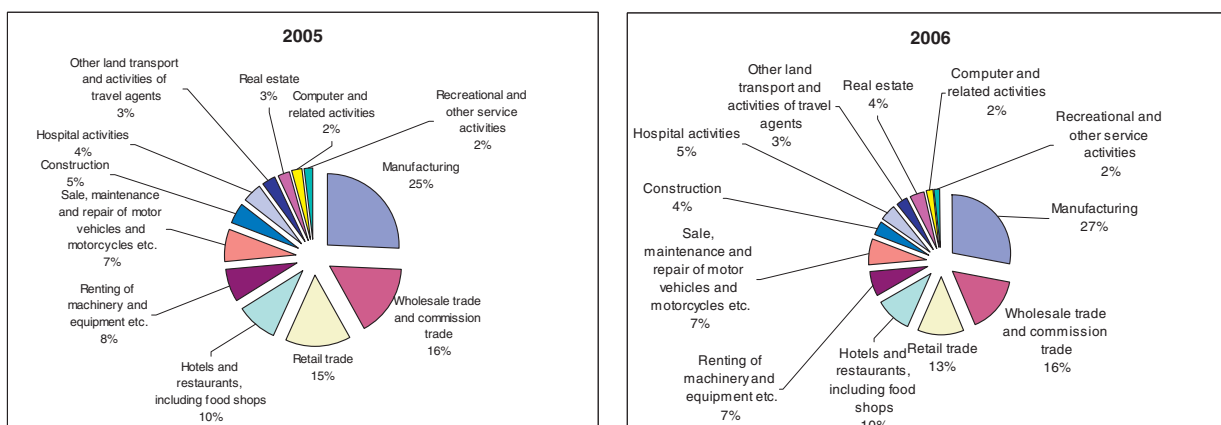 2005
Other land transport
and activities of
travel agents
3%
Real estate
3%
Computer and
related activities
2%
Recreational and
other service
activities
2%
Hospital activities
4%
Construction
5%
Sale, maintenance
and repair of motor
vehicles and
motorcycles etc.
7%
Renting of
machinery and
equipment etc.
8%
Hotels and
restaurants,
including food shops
10%
Retail trade
15%
Wholesale trade
and commission
trade
16%
Manufacturing
25%
2006
Other land
transport and
activities of travel
agents
3%
Real estate
4%
Computer and
related activities
2%
Recreational and
other service
activities
2%
Hospital activities
5%
Construction
4%
Sale,
maintenance and
repair of motor
vehicles and
motorcycles etc.
7%
Renting of
machinery and
equipment etc.
7%
Hotels and
restaurants,
including food
shops
10%
Retail trade
13%
Wholesale trade
and commission
trade
16%
Manufacturing
27%